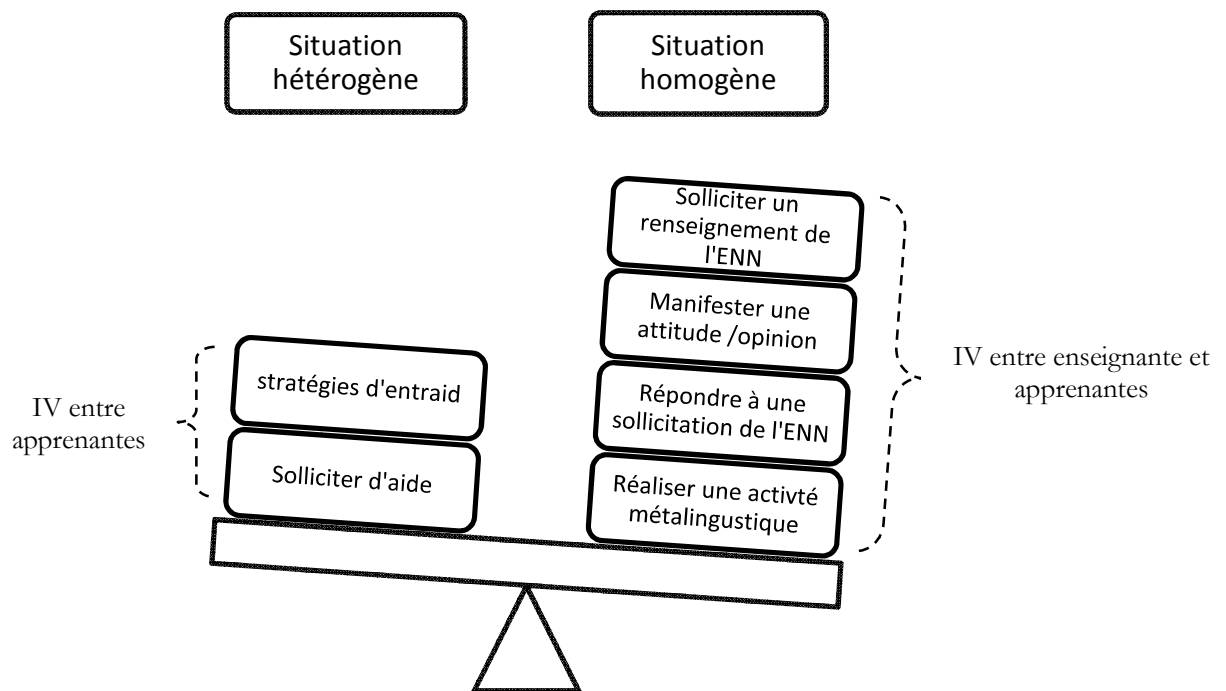 Situation
hétérogène
Situation
homogène
Solliciter un
renseignement de
l'ENN
Manifester une
attitude /opinion
Répondre à une
sollicitation de l'ENN
Réaliser une activté
métalingustique
IV entre enseignante et
apprenantes
stratégies d'entraid
Solliciter d'aide
IV entre
apprenantes